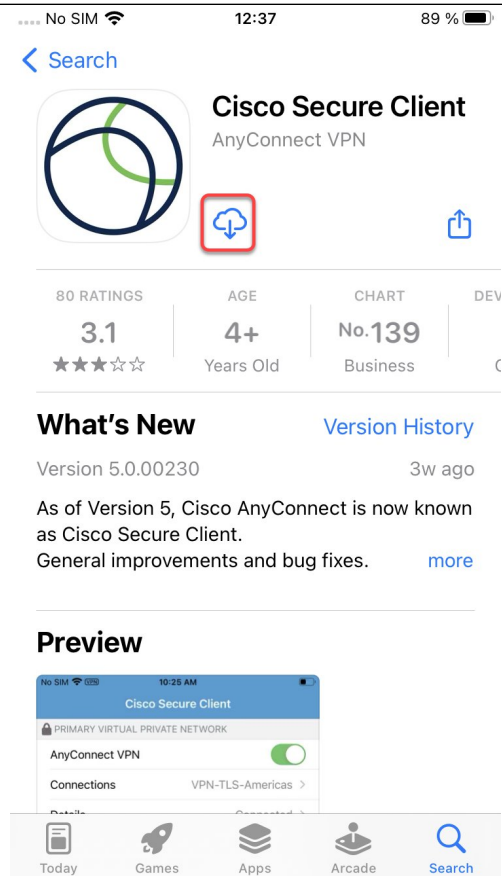 No SIM 12:37 89 %
Search
Cisco Secure Client
AnyConnect VPN
80 RATINGS AGE CHART DEV
3.1 4+ No.139
Years Old Business
What's New Version History
Version 5.0.00230 3w ago
As of Version 5, Cisco AnyConnect is now known
as Cisco Secure Client.
General improvements and bug fixes. more
Preview
No SIM VPN 10:25 AM
Cisco Secure Client
PRIMARY VIRTUAL PRIVATE NETWORK
AnyConnect VPN
Connections VPN-TLS-Americas
Today Games Apps Arcade Search